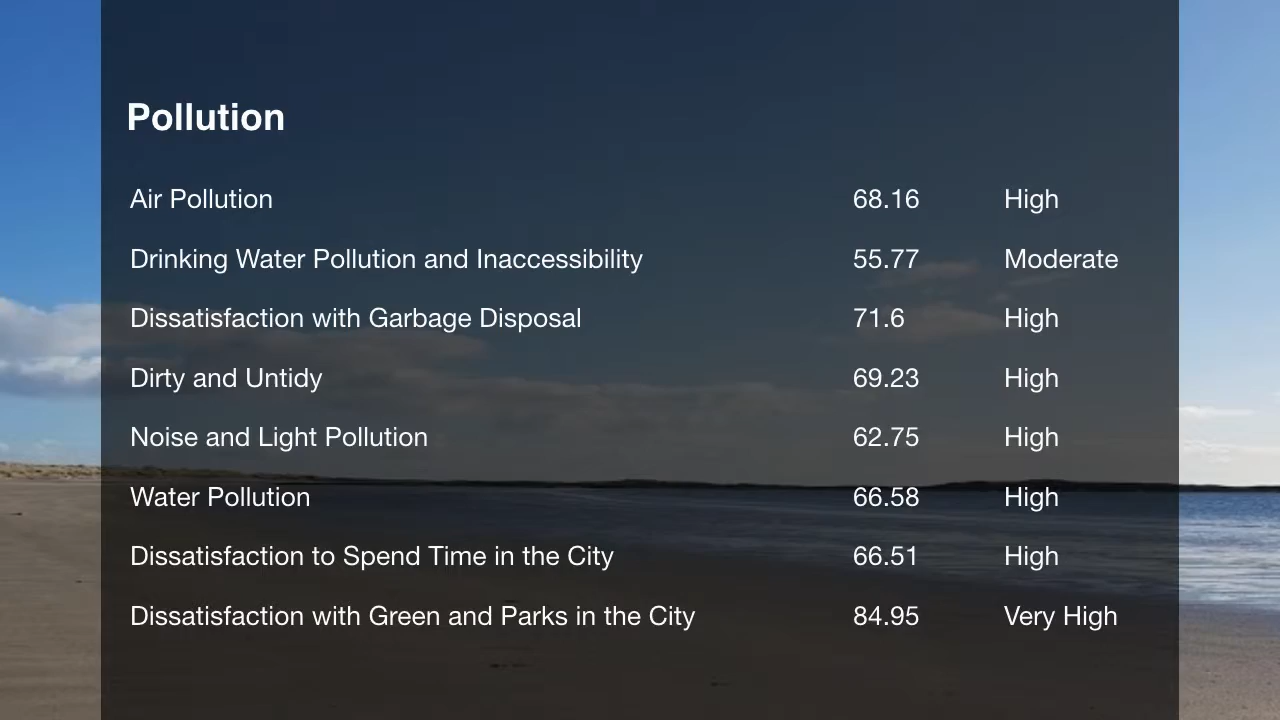 Pollution
Air Pollution 68.16 High
Drinking Water Pollution and Inaccessibility 55.77 Moderate
Dissatisfaction with Garbage Disposal 71.6 High
Dirty and Untidy 69.23 High
Noise and Light Pollution 62.75 High
Water Pollution 66.58 High
Dissatisfaction to Spend Time in the City 66.51 High
Dissatisfaction with Green and Parks in the City 84.95 Very High